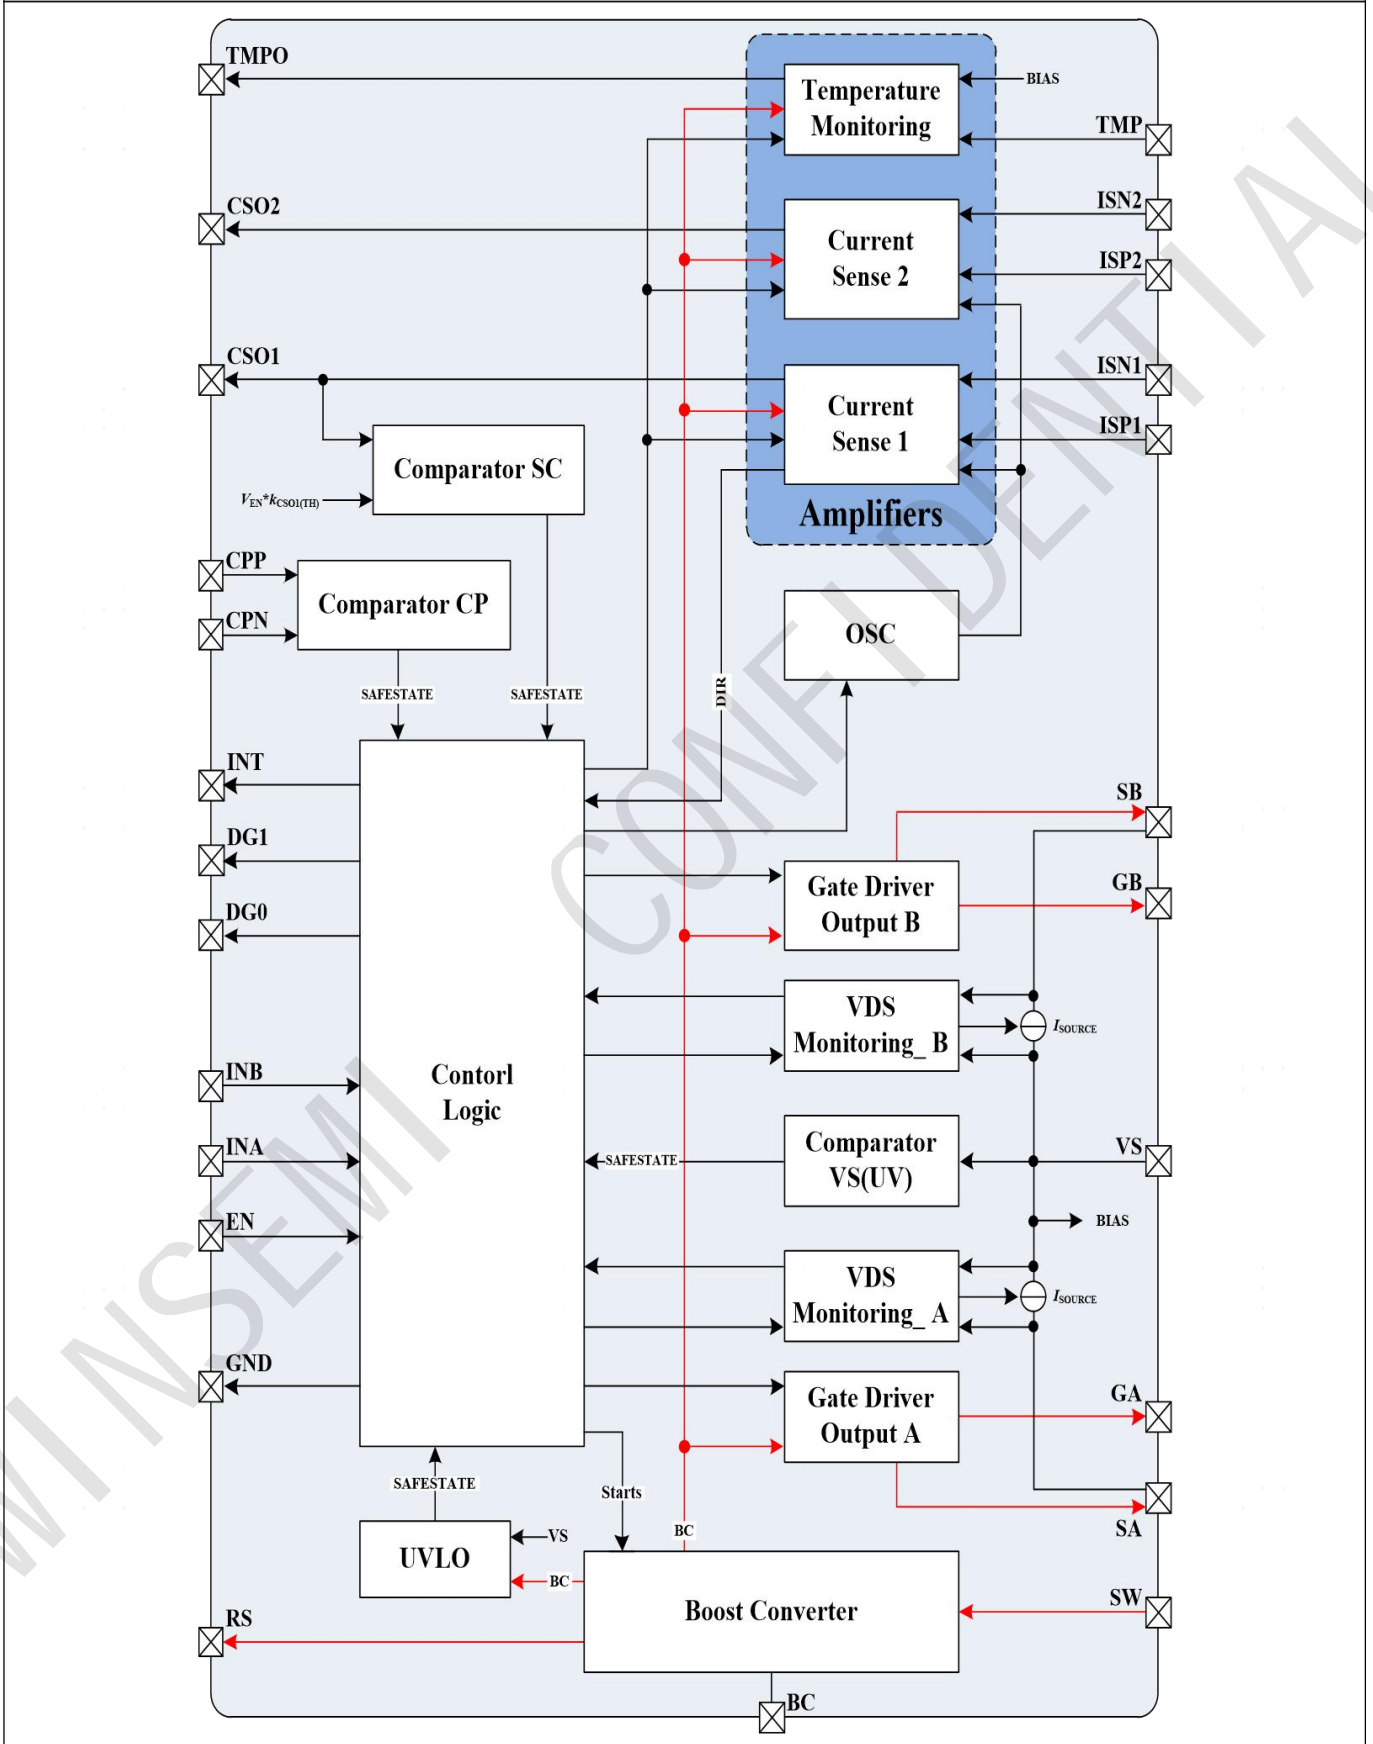 TMPO
Temperature
Monitoring
BIAS
TMP
CSO2
Current
Sense 2
ISN2
ISP2
CSO1
Current
Sense 1
ISN1
ISP1
Comparator SC
VEN*kCSO1(TH)
Amplifiers
CPP
CPN
Comparator CP
OSC
SAFESTATE
SAFESTATE
DIR
INT
DG1
DG0
SB
GB
Gate Driver
Output B
VDS
Monitoring_ B
ISOURCE
Contorl
Logic
INB
INA
EN
Comparator
VS(UV)
SAFESTATE
VS
BIAS
VDS
Monitoring_ A
ISOURCE
GND
Gate Driver
Output A
GA
SA
SAFESTATE
Starts
BC
UVLO
VS
BC
Boost Converter
SW
RS
BC
WINSEMI CONFIDENTIAL